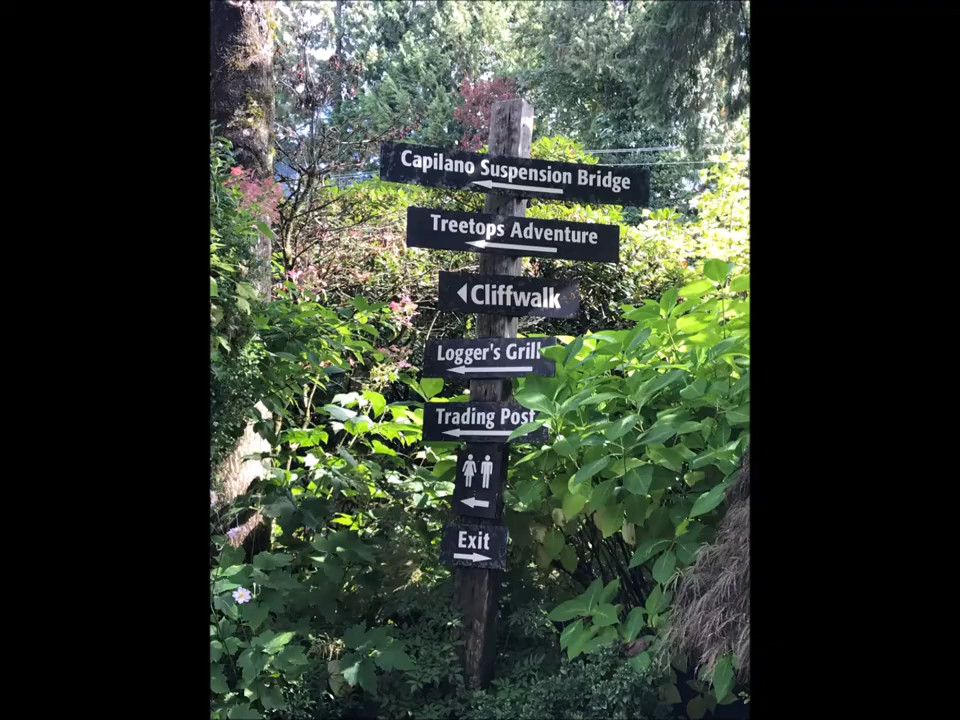 Capilano Suspension Bridge
Treetops Adventure
Cliffwalk
Logger's Grill
Trading Post
Exit